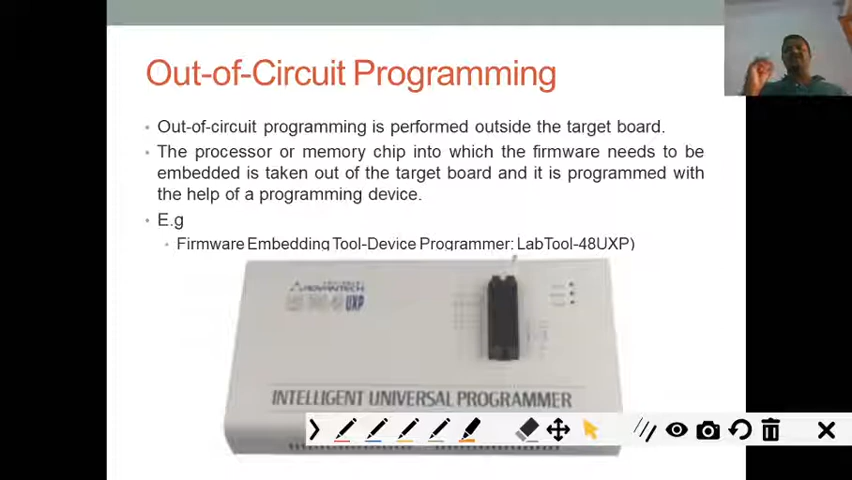 Out-of-Circuit Programming
• Out-of-circuit programming is performed outside the target board.
• The processor or memory chip into which the firmware needs to be
embedded is taken out of the target board and it is programmed with
the help of a programming device.
• E.g
• Firmware Embedding Tool-Device Programmer: LabTool-48UXP)
ADVANTECH
UXP
INTELLIGENT UNIVERSAL PROGRAMMER